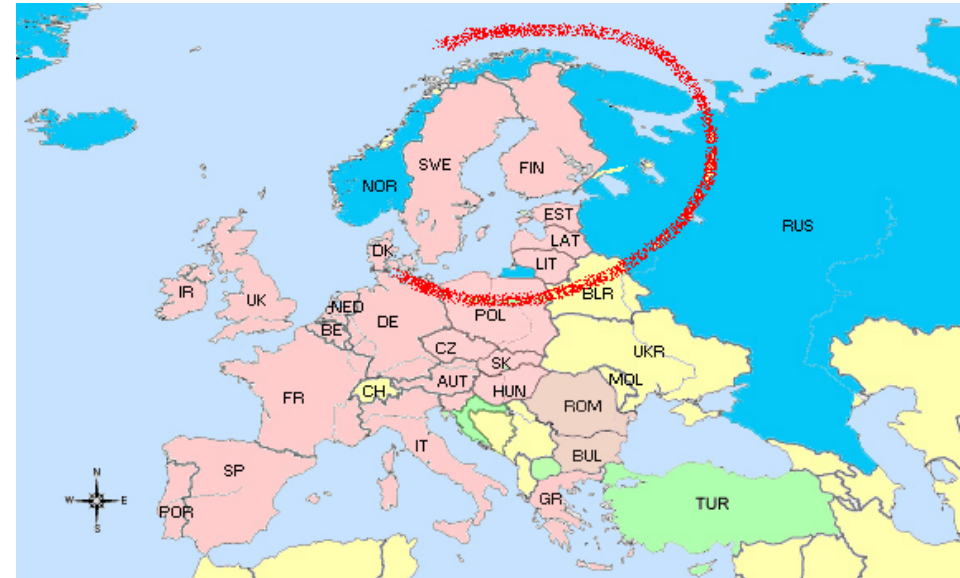 SWE
FIN
NOR
RUS
EST
LAT
DK
LIT
IR
UK
NED
BLR
POL
DE
BE
CZ
UKR
SK
MOL
AUT
CH
HUN
FR
ROM
IT
BUL
SP
N
W
E
S
POR
GR
TUR